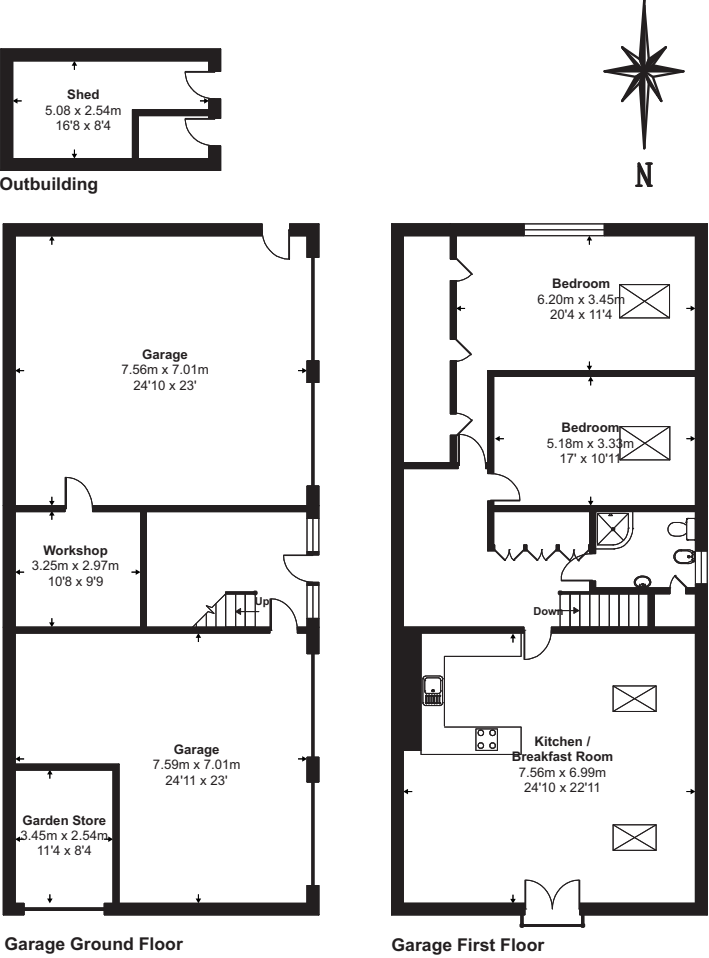 Shed
5.08 x 2.54m
16'8 x 8'4
Outbuilding
N
Garage
7.56m x 7.01m
24'10 x 23'
Workshop
3.25m x 2.97m
10'8 x 9'9
Up
Garage
7.59m x 7.01m
24'11 x 23'
Garden Store
3.45m x 2.54m
11'4 x 8'4
Garage Ground Floor
Bedroom
6.20m x 3.45m
20'4 x 11'4
Bedroom
5.18m x 3.33m
17' x 10'11
Down
Kitchen /
Breakfast Room
7.56m x 6.99m
24'10 x 22'11
Garage First Floor